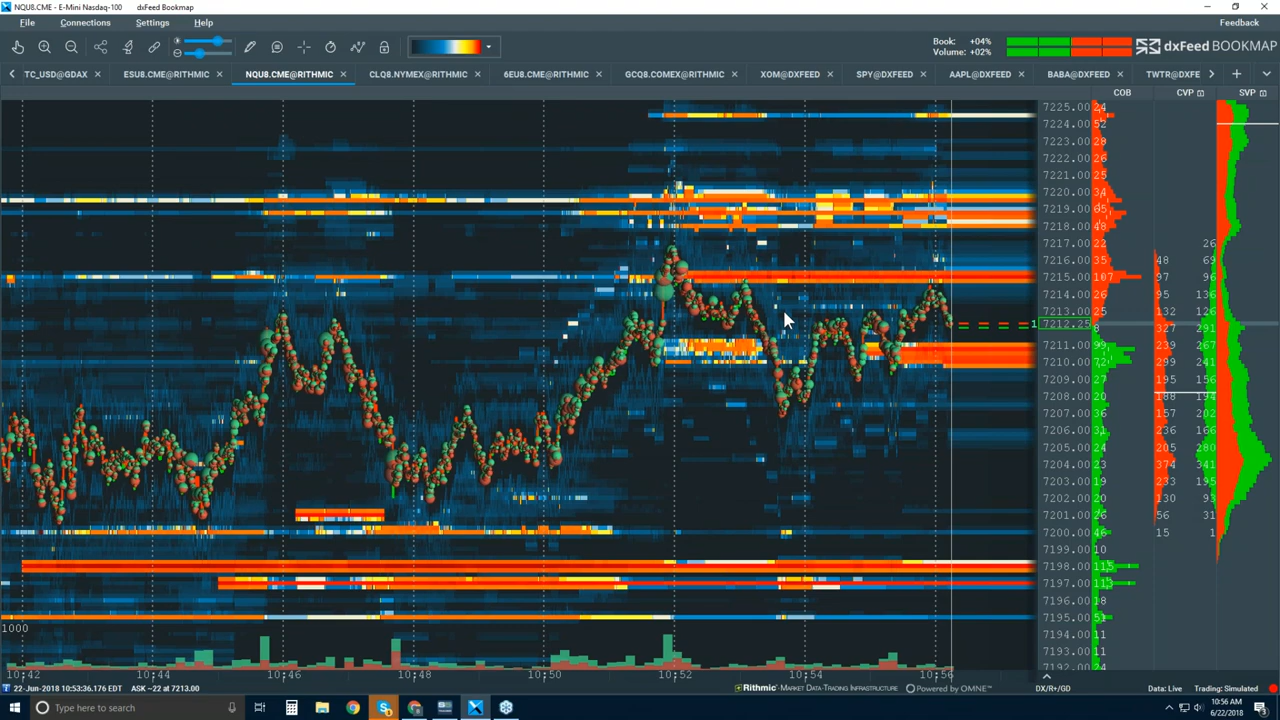 NQU8.CME - E-Mini Nasdaq-100 dxFeed Bookmap
File Connections Settings Help Feedback
Book: +04%
Volume: +02%
dxFeed BOOKMAP
TC_USD@GDAX ESU8.CME@RITHMIC NQU8.CME@RITHMIC CLQ8.NYMEX@RITHMIC 6EU8.CME@RITHMIC GCQ8.COMEX@RITHMIC XOM@DXFEED SPY@DXFEED AAPL@DXFEED BABA@DXFEED TWTR@DXFE
COB CVP SVP
7225.00 24
7224.00 52
7223.00 28
7222.00 26
7221.00 25
7220.00 34
7219.00 65
7218.00 48
7217.00 22 26
7216.00 35 48 69
7215.00 107 97 96
7214.00 26 95 136
7213.00 25 132 126
1 7212.25 8 327 291
7211.00 99 239 267
7210.00 72 299 241
7209.00 27 195 156
7208.00 20 188 194
7207.00 36 157 202
7206.00 31 236 166
7205.00 24 205 280
7204.00 23 374 341
7203.00 19 233 195
7202.00 20 130 93
7201.00 26 56 31
7200.00 46 15 1
7199.00 10
7198.00 115
7197.00 113
7196.00 18
7195.00 51
7194.00 11
7193.00 11
7192.00 24
1000
10:42 10:44 10:46 10:48 10:50 10:52 10:54 10:56
22-Jun-2018 10:53:36.176 EDT ASK ~22 at 7213.00
Rithmic - MARKET DATA-TRADING INFRASTRUCTURE Powered by OMNE™ DX/R+/GD Data: Live Trading: Simulated
Type here to search
10:56 AM
6/22/2018
3